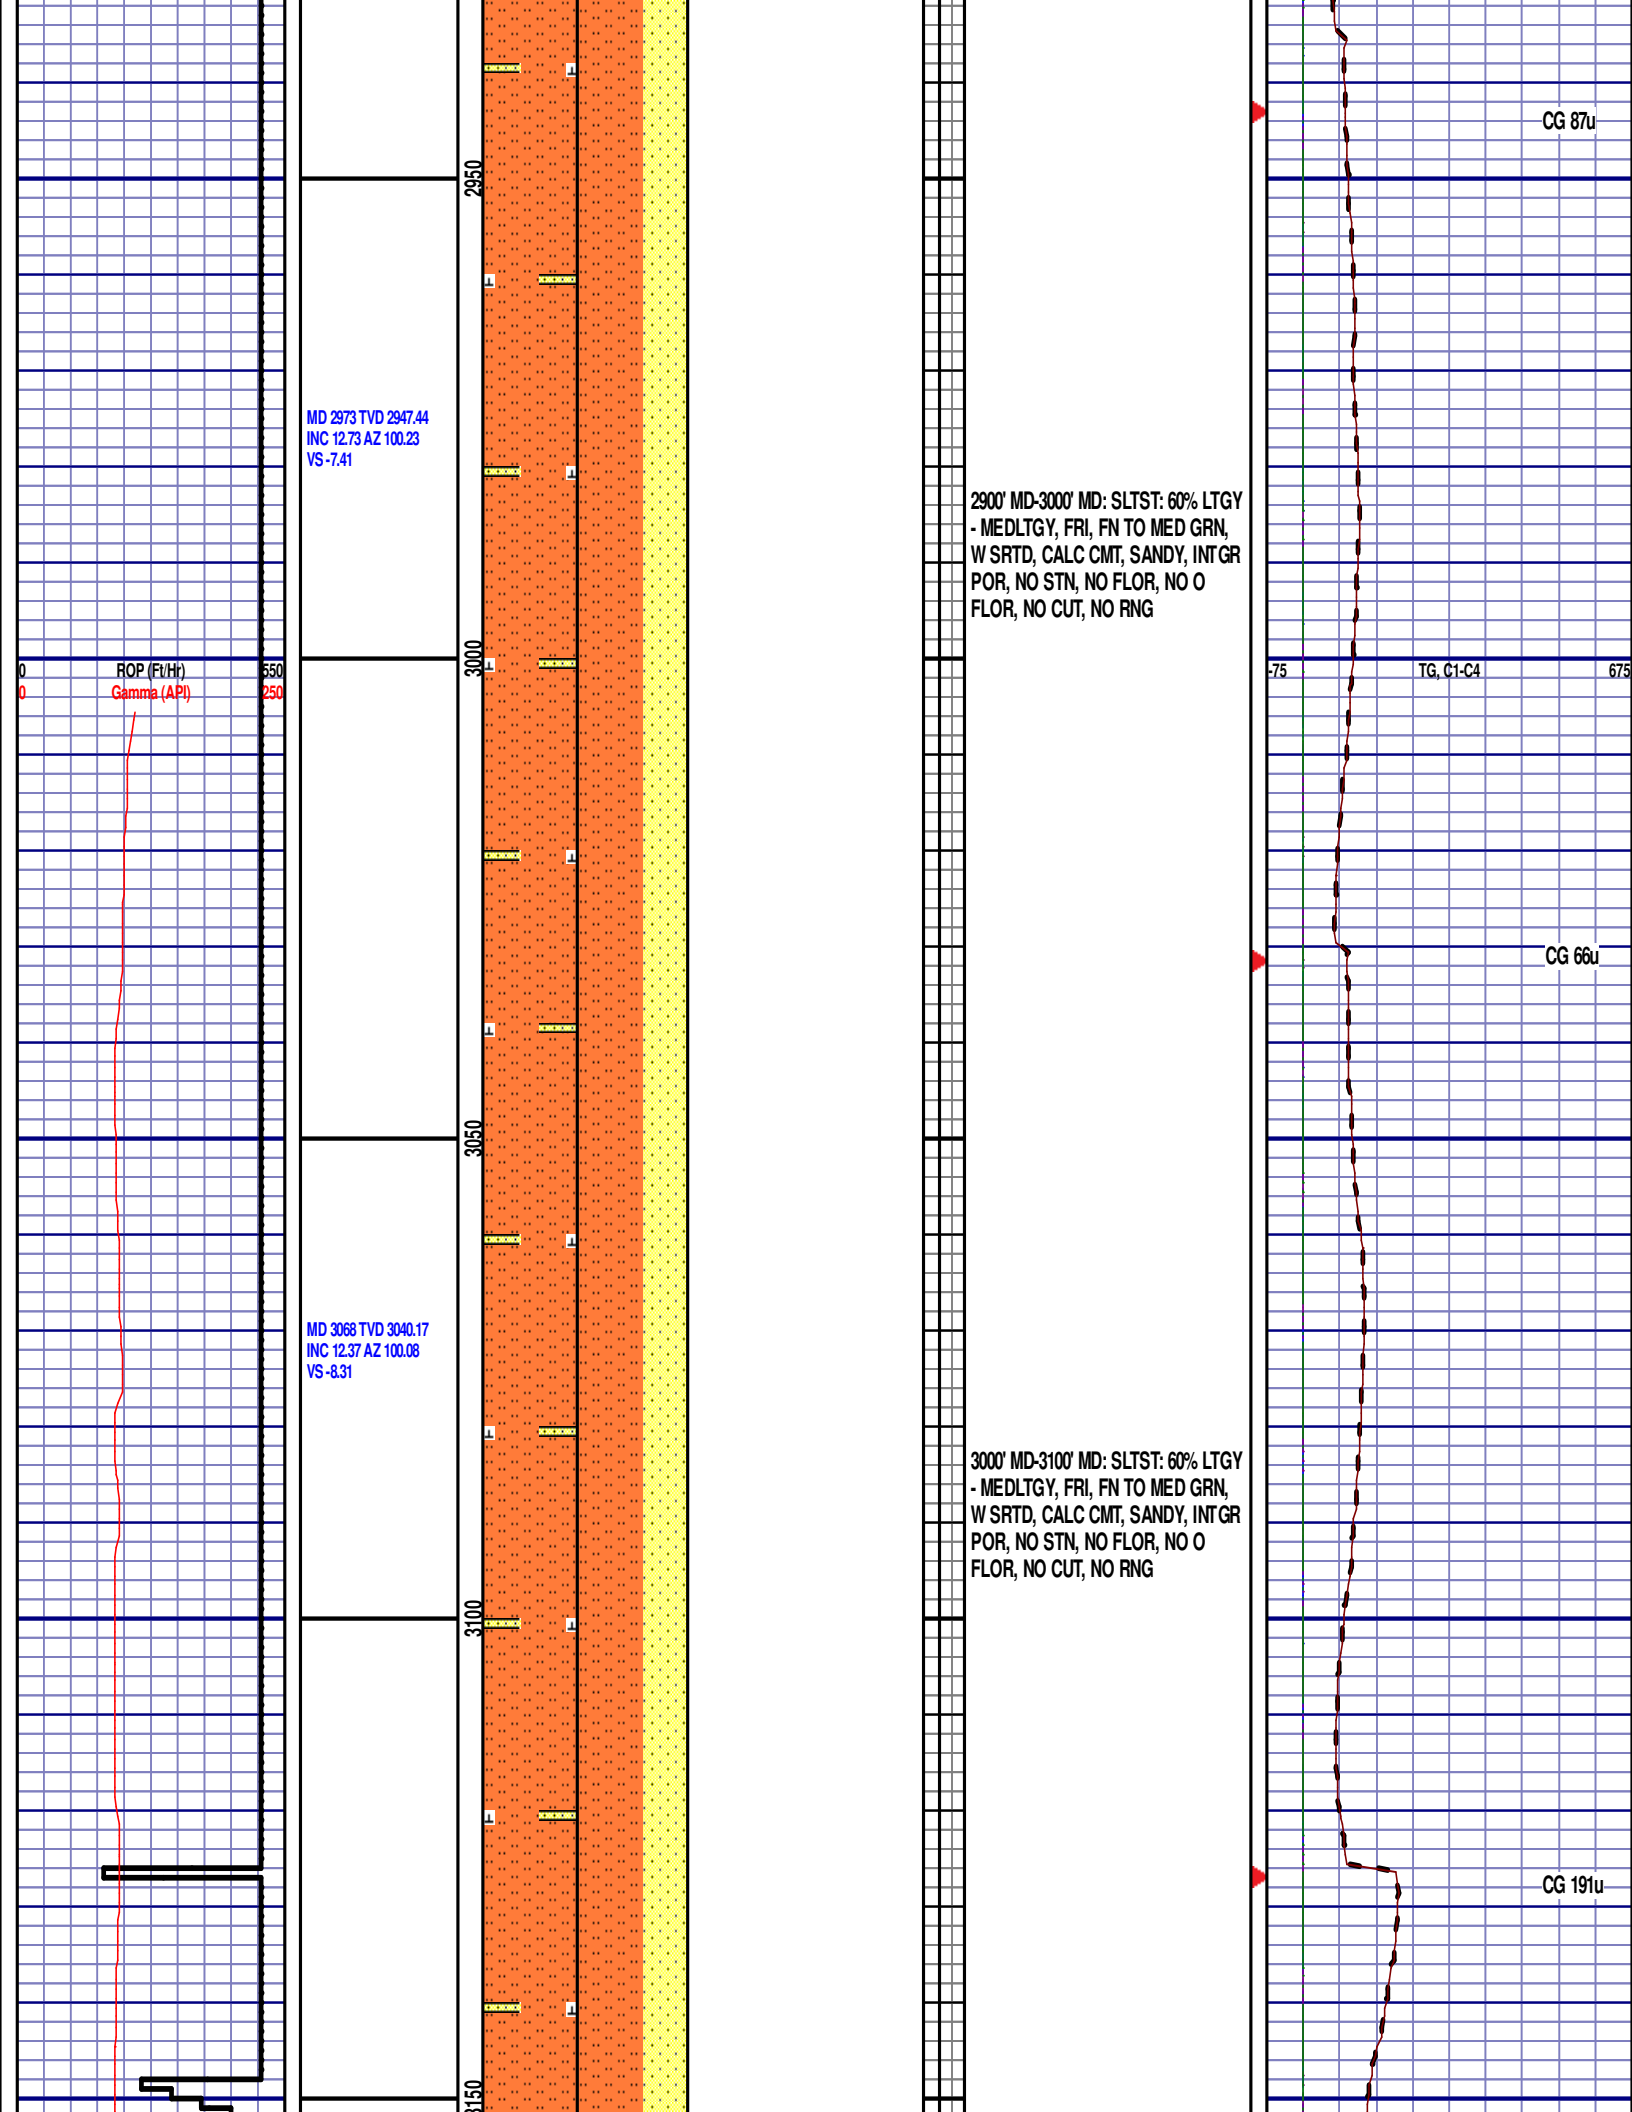 CG 87u
2950
MD 2973 TVD 2947.44
INC 12.73 AZ 100.23
VS -7.41
2900' MD-3000' MD: SLTST: 60% LTGY
- MEDLTGY, FRI, FN TO MED GRN,
W SRTD, CALC CMT, SANDY, INTGR
POR, NO STN, NO FLOR, NO O
FLOR, NO CUT, NO RNG
3000
0 ROP (Ft/Hr) 550
0 Gamma (API) 250
-75 TG, C1-C4 675
CG 66u
3050
MD 3068 TVD 3040.17
INC 12.37 AZ 100.08
VS -8.31
3000' MD-3100' MD: SLTST: 60% LTGY
- MEDLTGY, FRI, FN TO MED GRN,
W SRTD, CALC CMT, SANDY, INTGR
POR, NO STN, NO FLOR, NO O
FLOR, NO CUT, NO RNG
3100
CG 191u
3150